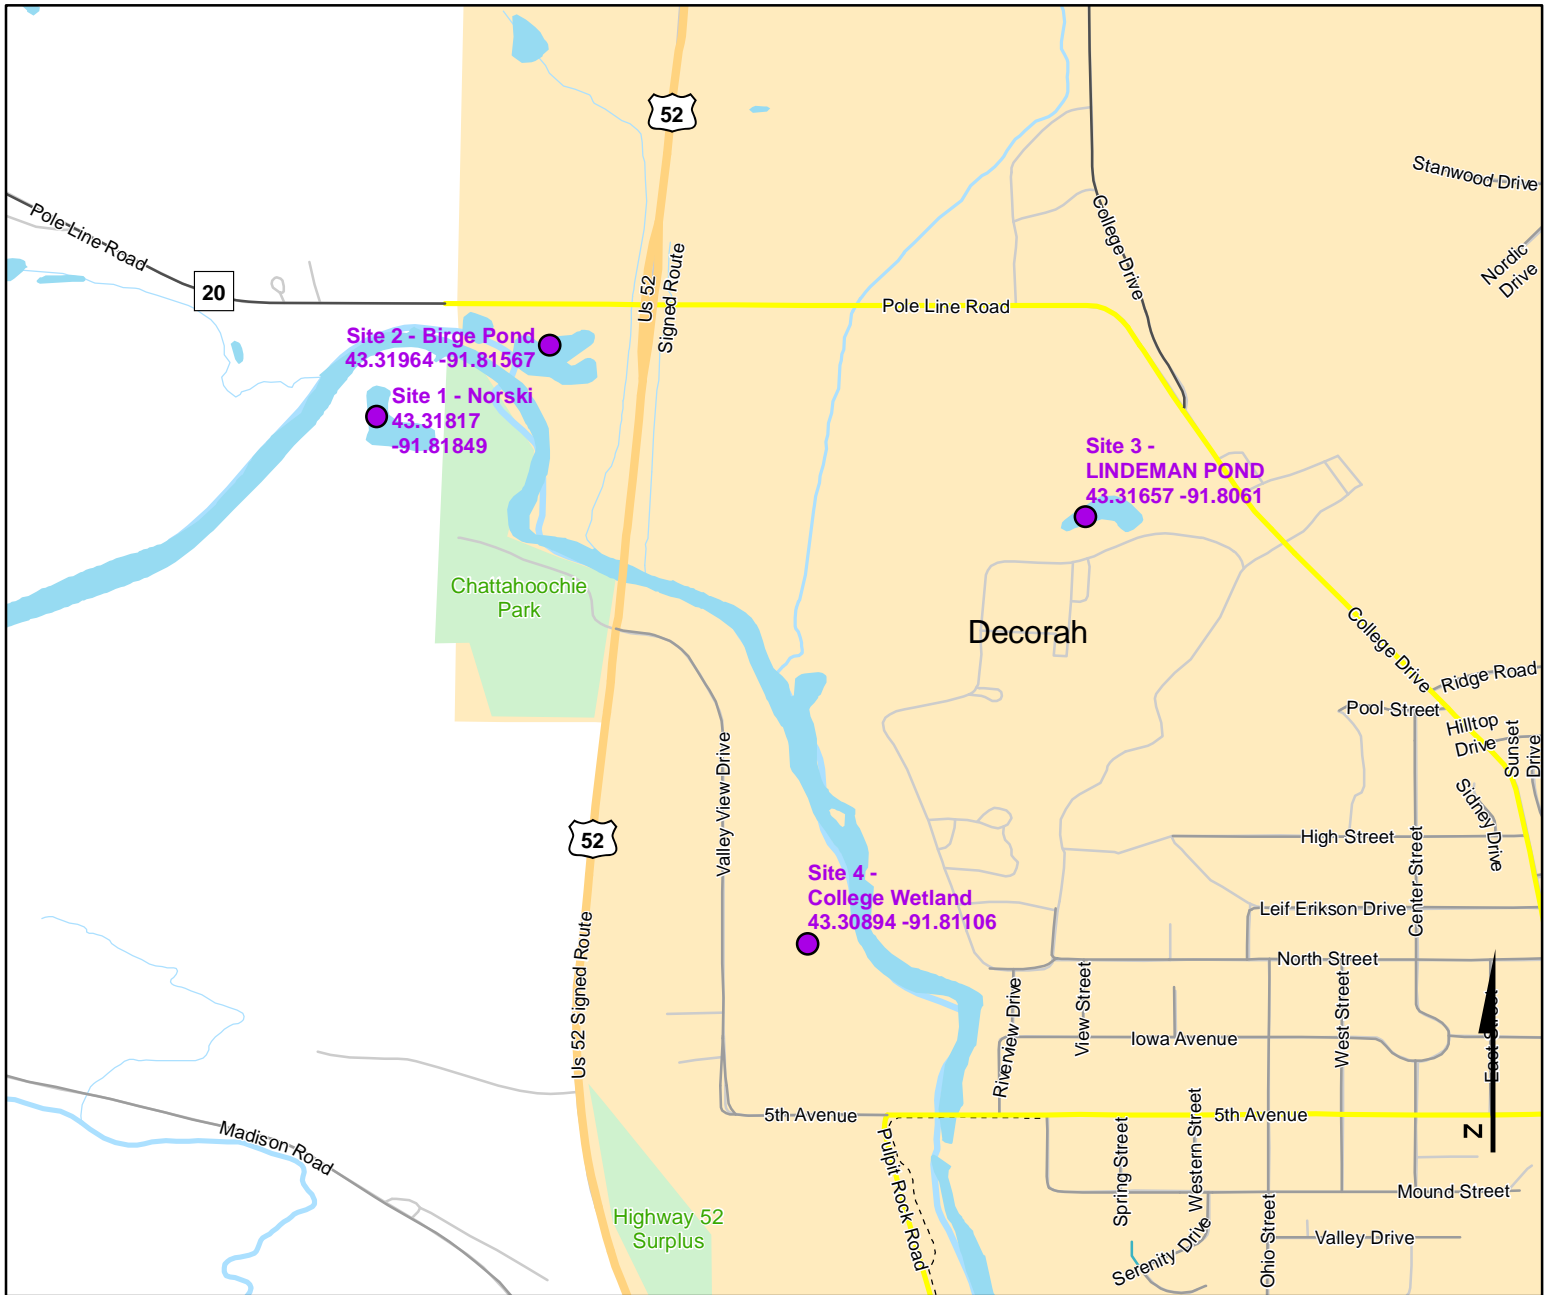 52
Stanwood Drive
College Drive
Pole Line Road
Nordic
Drive
20
Us 52
Signed Route
Pole Line Road
Site 2 - Birge Pond
43.31964 -91.81567
Site 1 - Norski
43.31817
-91.81849
Site 3 -
LINDEMAN POND
43.31657 -91.8061
Chattahoochie
Park
Decorah
College Drive
Ridge Road
Pool Street
Hilltop
Drive
Sunset
Drive
Valley View Drive
Sidney Drive
52
High Street
Center Street
Site 4 -
College Wetland
43.30894 -91.81106
Leif Erikson Drive
Us 52 Signed Route
North Street
Riverview Drive
View Street
West Street
East Street
Iowa Avenue
5th Avenue
5th Avenue
N
Madison Road
Pulpit Rock Road
Spring Street
Western Street
Mound Street
Highway 52
Surplus
Serenity Drive
Ohio Street
Valley Drive